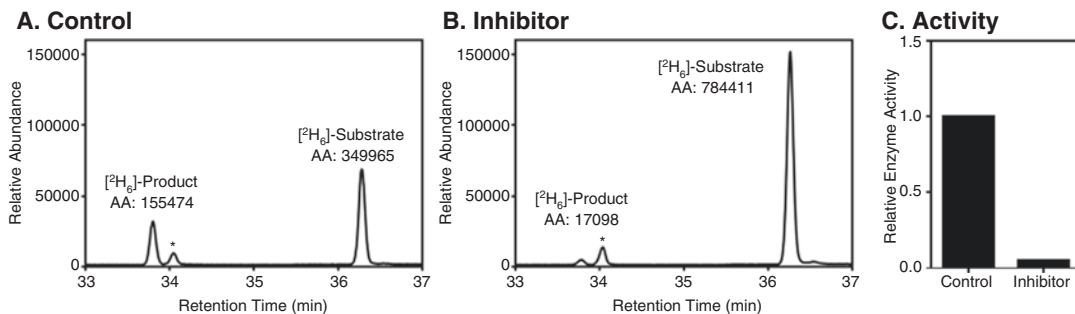 A. Control
150000
100000
50000
0
Relative Abundance
[²H₆]-Product
AA: 155474
*
[²H₆]-Substrate
AA: 349965
33
34
35
36
37
Retention Time (min)
B. Inhibitor
150000
100000
50000
0
Relative Abundance
[²H₆]-Substrate
AA: 784411
[²H₆]-Product
AA: 17098
*
33
34
35
36
37
Retention Time (min)
C. Activity
1.5
1.0
0.5
0.0
Relative Enzyme Activity
Control
Inhibitor